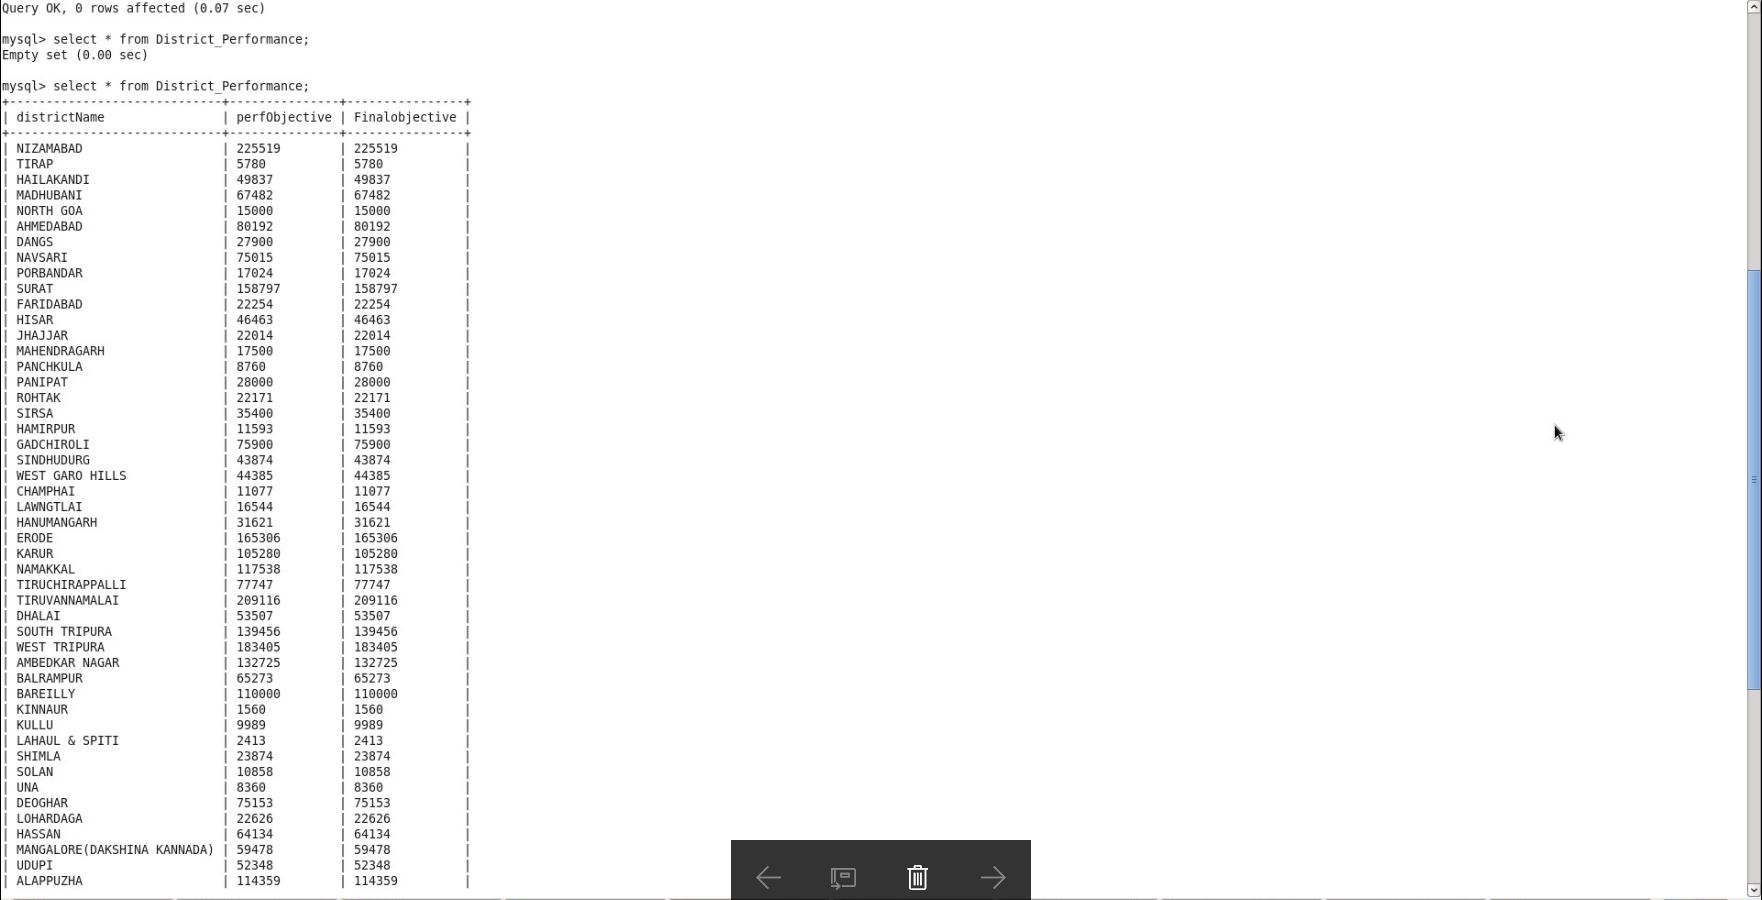 Query OK, 0 rows affected (0.07 sec)
mysql> select * from District_Performance;
Empty set (0.00 sec)
mysql> select * from District_Performance;
+---------------------------+---------------+----------------+
| districtName | perfObjective | Finalobjective |
+---------------------------+---------------+----------------+
| NIZAMABAD | 225519 | 225519 |
| TIRAP | 5780 | 5780 |
| HAILAKANDI | 49837 | 49837 |
| MADHUBANI | 67482 | 67482 |
| NORTH GOA | 15000 | 15000 |
| AHMEDABAD | 80192 | 80192 |
| DANGS | 27900 | 27900 |
| NAVSARI | 75015 | 75015 |
| PORBANDAR | 17024 | 17024 |
| SURAT | 158797 | 158797 |
| FARIDABAD | 22254 | 22254 |
| HISAR | 46463 | 46463 |
| JHAJJAR | 22014 | 22014 |
| MAHENDRAGARH | 17500 | 17500 |
| PANCHKULA | 8760 | 8760 |
| PANIPAT | 28000 | 28000 |
| ROHTAK | 22171 | 22171 |
| SIRSA | 35400 | 35400 |
| HAMIRPUR | 11593 | 11593 |
| GADCHIROLI | 75900 | 75900 |
| SINDHUDURG | 43874 | 43874 |
| WEST GARO HILLS | 44385 | 44385 |
| CHAMPHAI | 11077 | 11077 |
| LAWNGTLAI | 16544 | 16544 |
| HANUMANGARH | 31621 | 31621 |
| ERODE | 165306 | 165306 |
| KARUR | 105280 | 105280 |
| NAMAKKAL | 117538 | 117538 |
| TIRUCHIRAPPALLI | 77747 | 77747 |
| TIRUVANNAMALAI | 209116 | 209116 |
| DHALAI | 53507 | 53507 |
| SOUTH TRIPURA | 139456 | 139456 |
| WEST TRIPURA | 183405 | 183405 |
| AMBEDKAR NAGAR | 132725 | 132725 |
| BALRAMPUR | 65273 | 65273 |
| BAREILLY | 110000 | 110000 |
| KINNAUR | 1560 | 1560 |
| KULLU | 9989 | 9989 |
| LAHAUL & SPITI | 2413 | 2413 |
| SHIMLA | 23874 | 23874 |
| SOLAN | 10858 | 10858 |
| UNA | 8360 | 8360 |
| DEOGHAR | 75153 | 75153 |
| LOHARDAGA | 22626 | 22626 |
| HASSAN | 64134 | 64134 |
| MANGALORE(DAKSHINA KANNADA) | 59478 | 59478 |
| UDUPI | 52348 | 52348 |
| ALAPPUZHA | 114359 | 114359 |